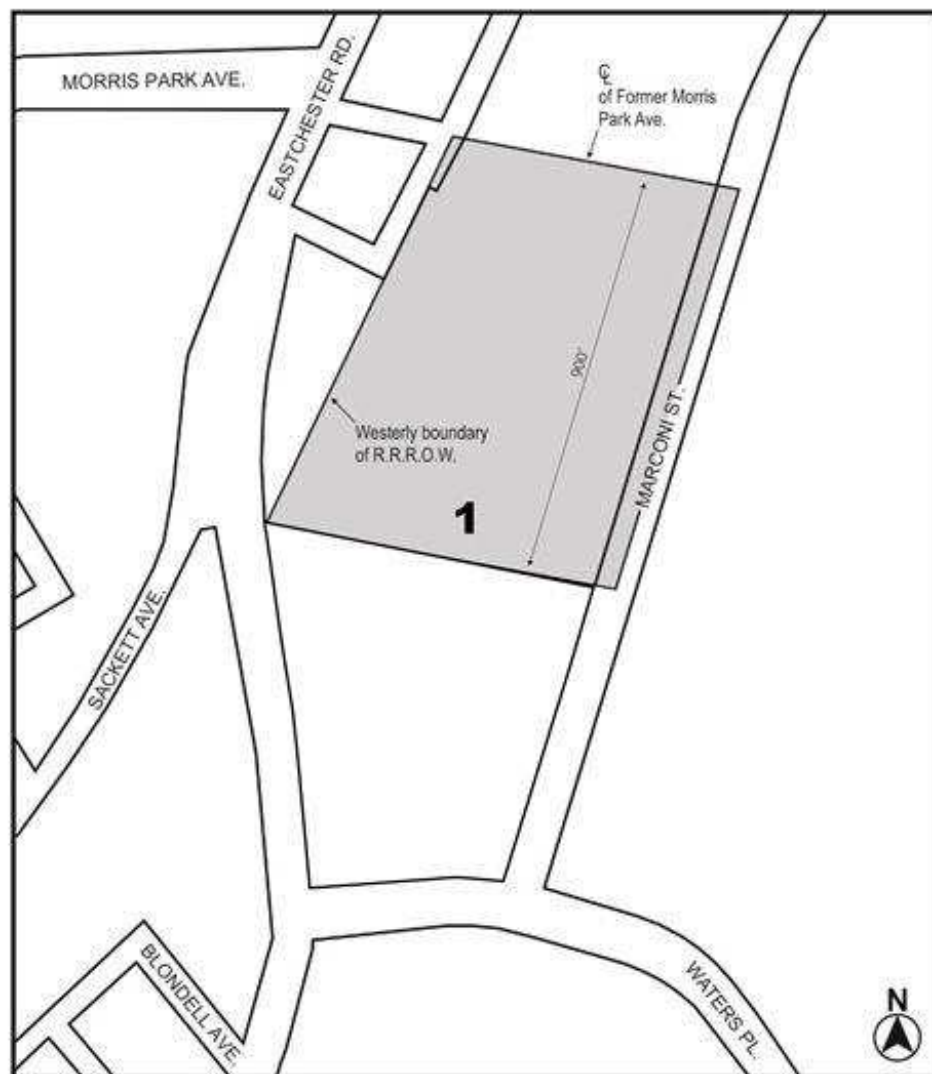 MORRIS PARK AVE.
EASTCHESTER RD.
℄
of Former Morris
Park Ave.
900'
Westerly boundary
of R.R.R.O.W.
MARCONI ST.
1
SACKETT AVE.
BLONDELL AVE.
WATERS PL.
N